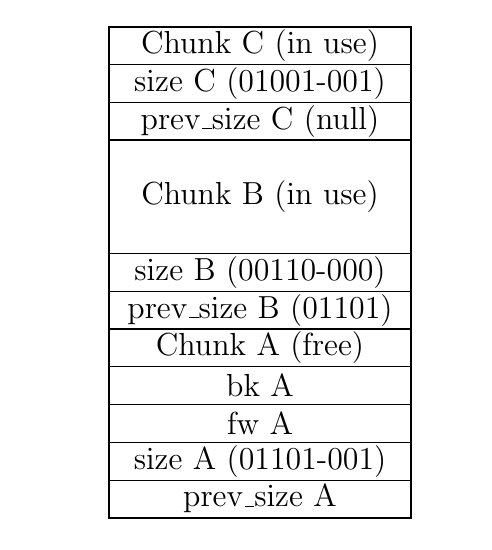 Chunk C (in use)
size C (01001-001)
prev_size C (null)
Chunk B (in use)
size B (00110-000)
prev_size B (01101)
Chunk A (free)
bk A
fw A
size A (01101-001)
prev_size A